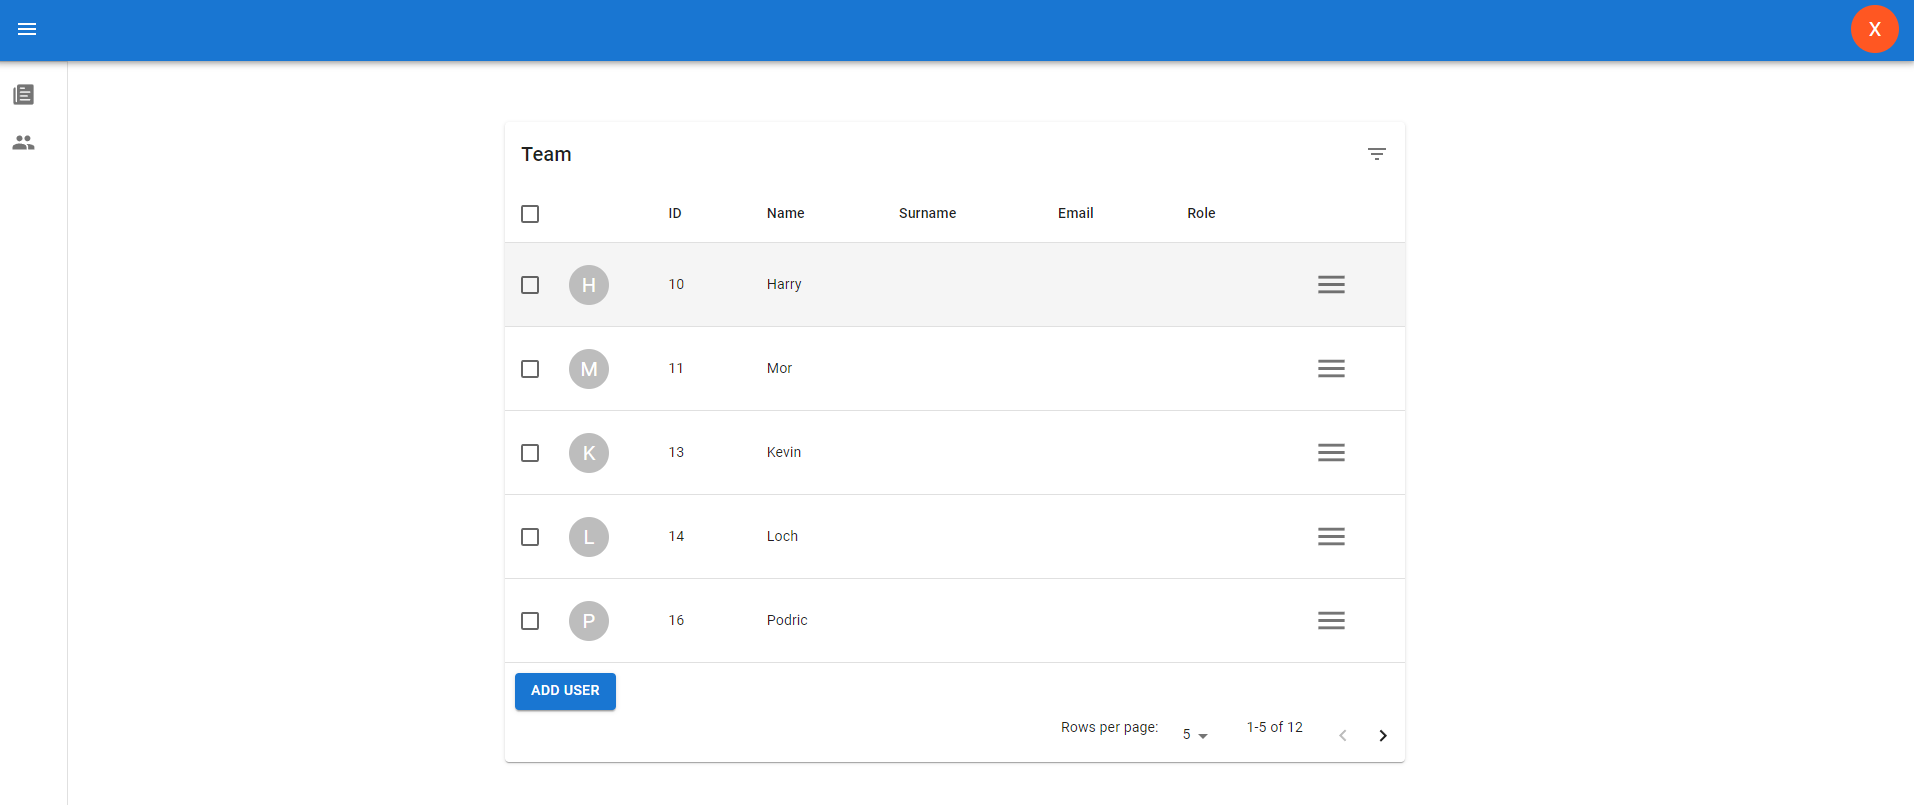 X
Team
ID Name Surname Email Role
H 10 Harry
M 11 Mor
K 13 Kevin
L 14 Loch
P 16 Podric
ADD USER
Rows per page: 5 1-5 of 12